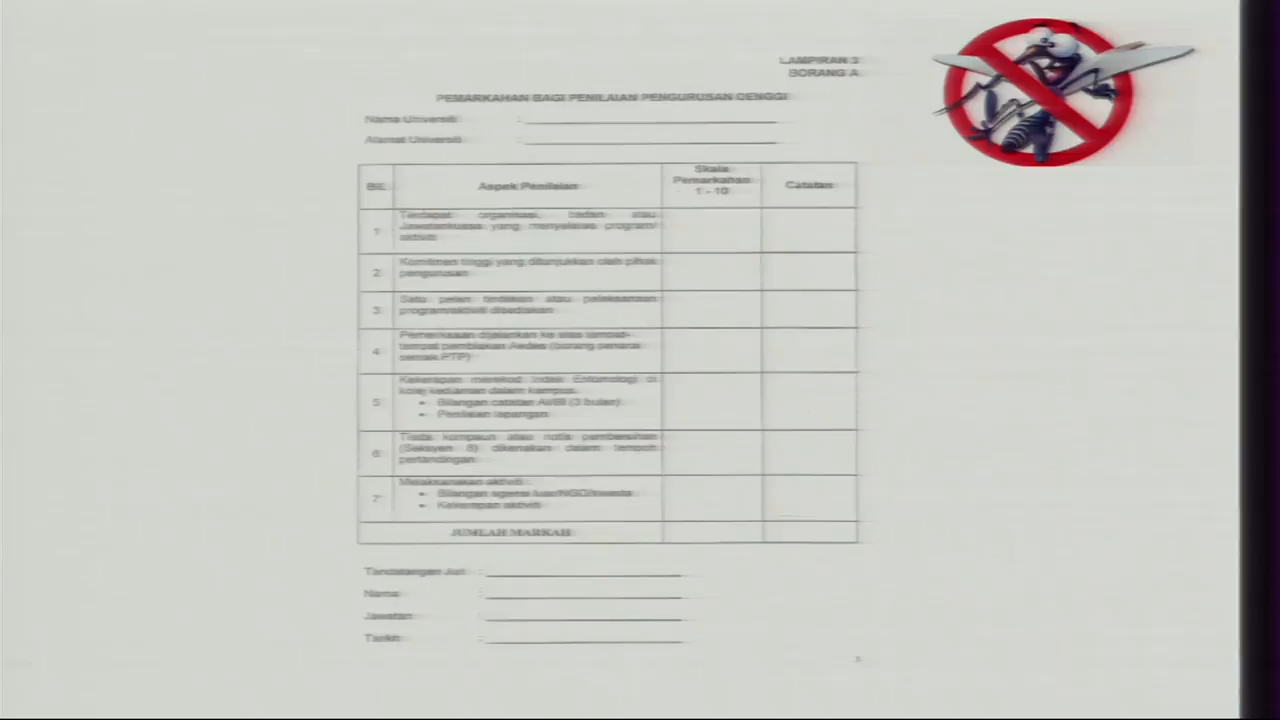 LAMPIRAN 3
BORANG A
PEMARKAHAN BAGI PENILAIAN PENGURUSAN DENGGI
Nama Universiti :
Alamat Universiti :
Bil. Aspek Penilaian Skala Pemarkahan 1 - 10 Catatan
1 Terdapat organisasi, badan atau
Jawatankuasa yang menyelaras program/
aktiviti
2 Komitmen tinggi yang ditunjukkan oleh pihak
pengurusan
3 Satu pelan tindakan atau pelaksanaan
program/aktiviti disediakan
4 Pemeriksaan dijalankan ke atas tempat-
tempat pembiakan Aedes (borang senarai
semak PTP)
5 Kekerapan merekod Indek Entomologi di
kolej kediaman dalam kampus.
• Bilangan catatan AI/BI (3 bulan)
• Penilaian lapangan
6 Tiada kompaun atau notis pembersihan
(Seksyen 8) dikenakan dalam tempoh
pertandingan
7 Melaksanakan aktiviti
• Bilangan agensi luar/NGO/swasta
• Kekerapan aktiviti
JUMLAH MARKAH
Tandatangan Juri :
Nama :
Jawatan :
Tarikh :